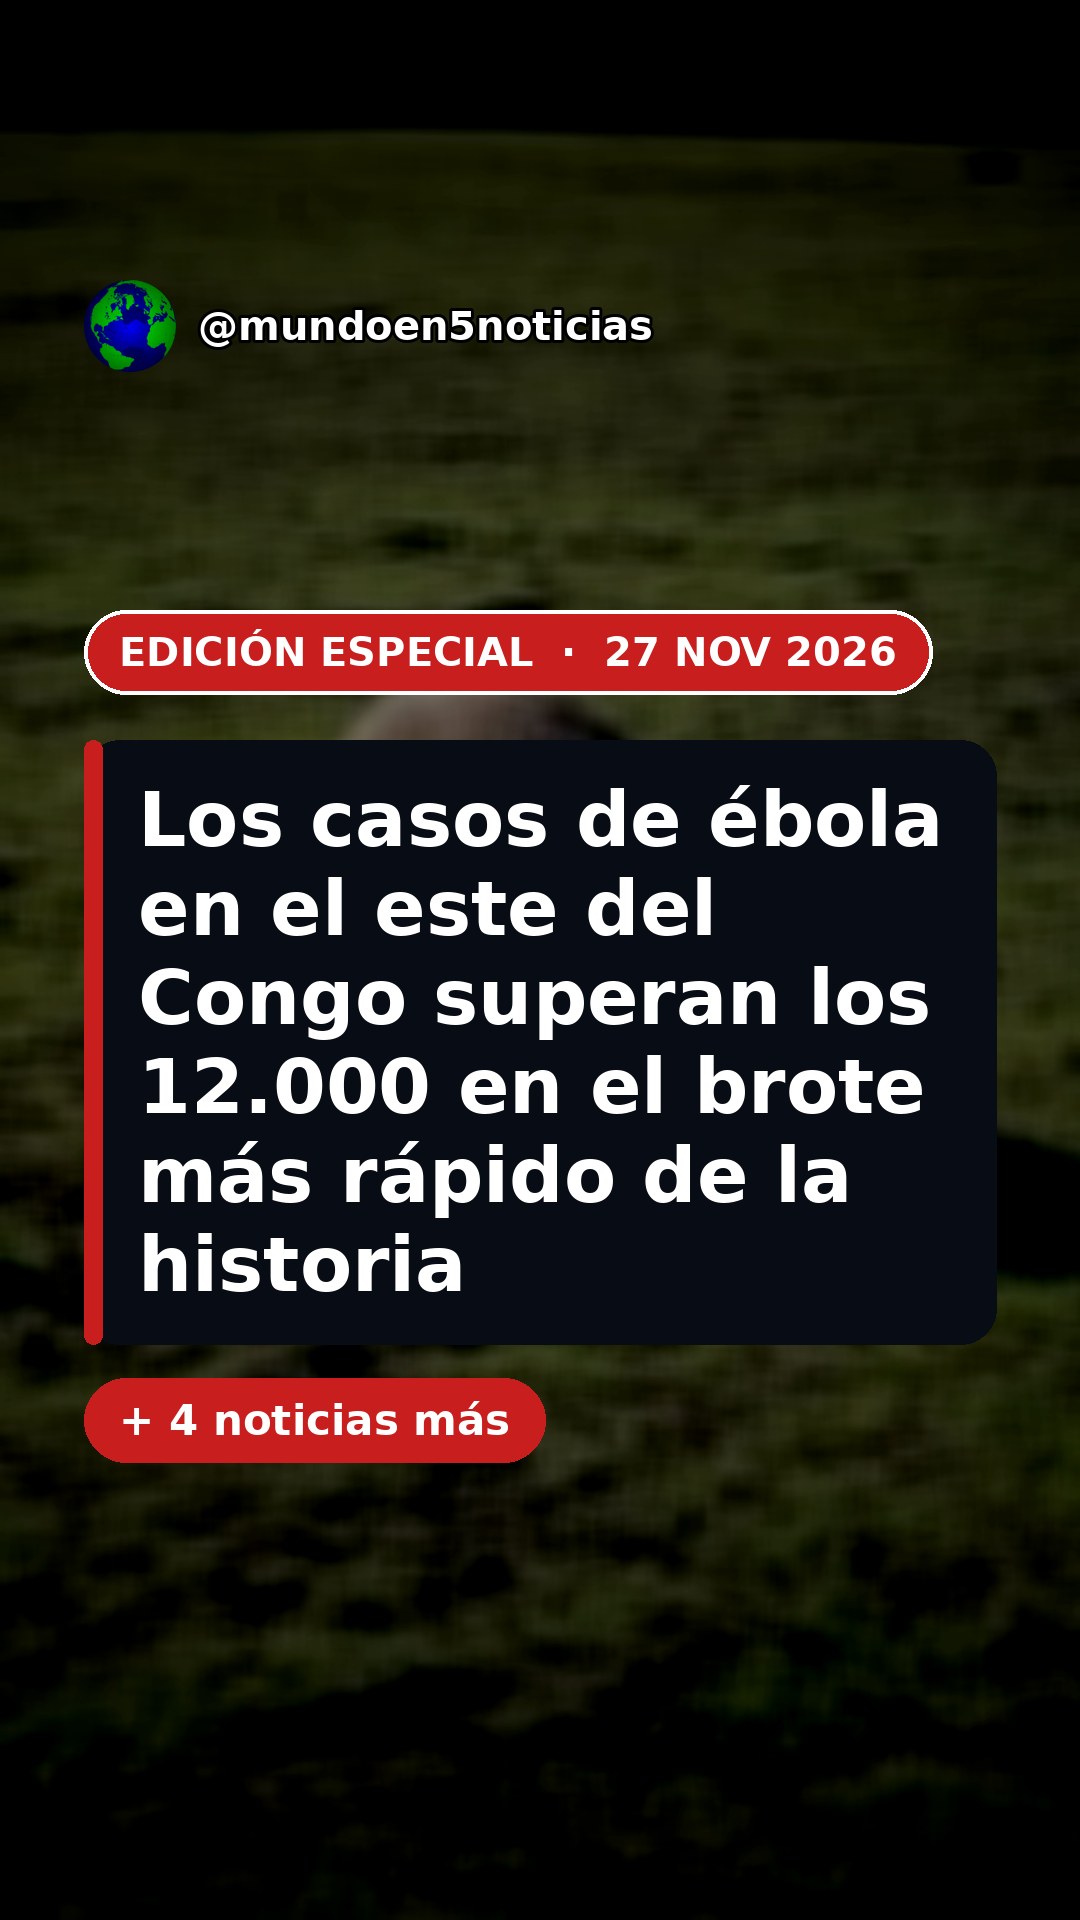 @mundoen5noticias
EDICIÓN ESPECIAL · 27 NOV 2026
Los casos de ébola
en el este del
Congo superan los
12.000 en el brote
más rápido de la
historia
+ 4 noticias más